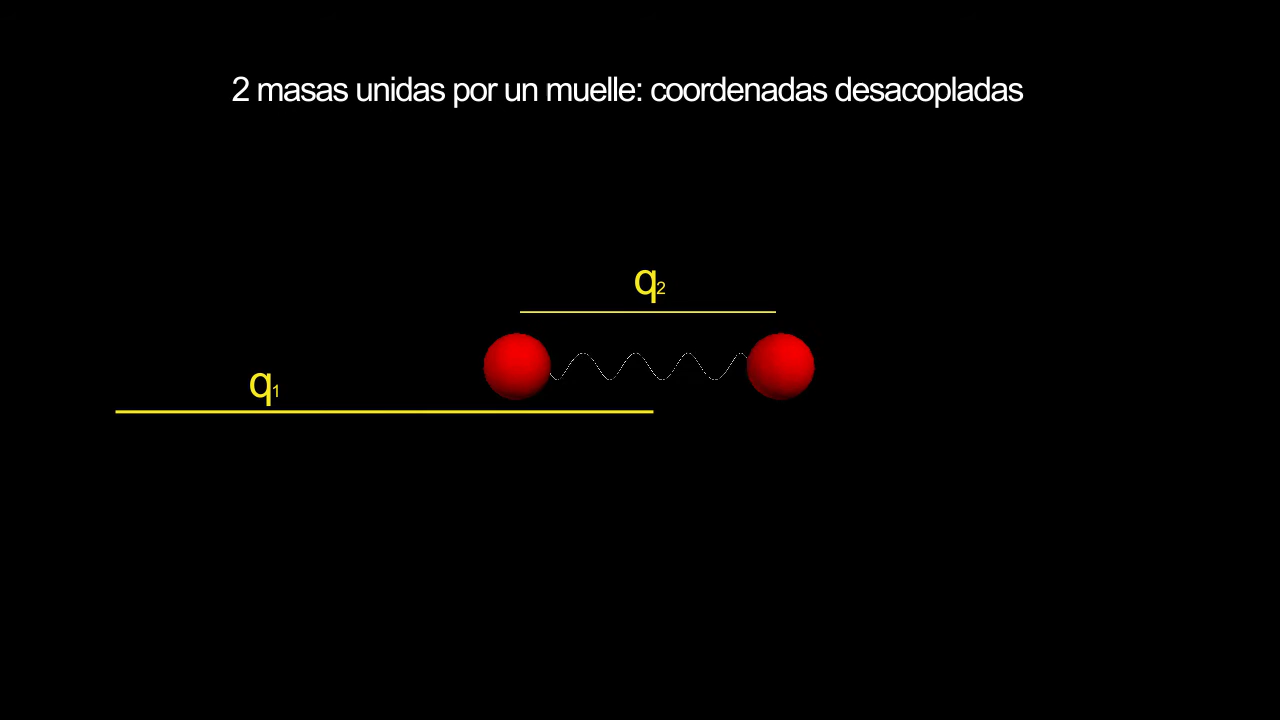 2 masas unidas por un muelle: coordenadas desacopladas
q2
q1